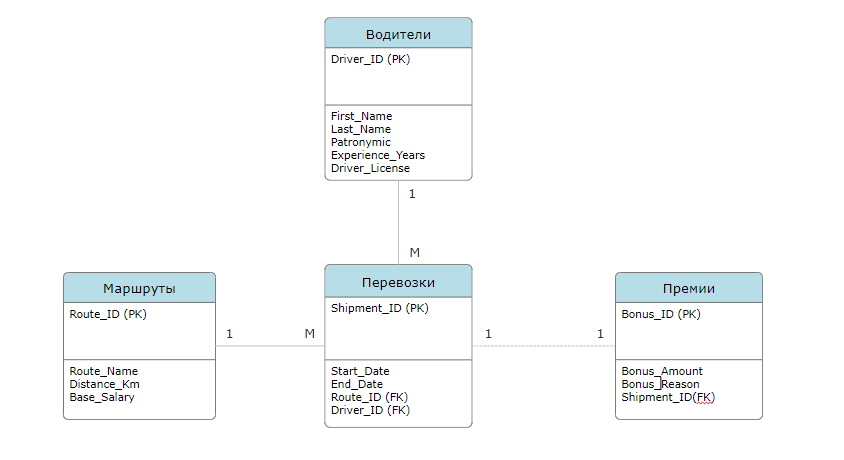 Водители
Driver_ID (PK)
First_Name
Last_Name
Patronymic
Experience_Years
Driver_License
1
M
Маршруты
Route_ID (PK)
Route_Name
Distance_Km
Base_Salary
1
M
Перевозки
Shipment_ID (PK)
Start_Date
End_Date
Route_ID (FK)
Driver_ID (FK)
1
1
Премии
Bonus_ID (PK)
Bonus_Amount
Bonus_Reason
Shipment_ID(FK)